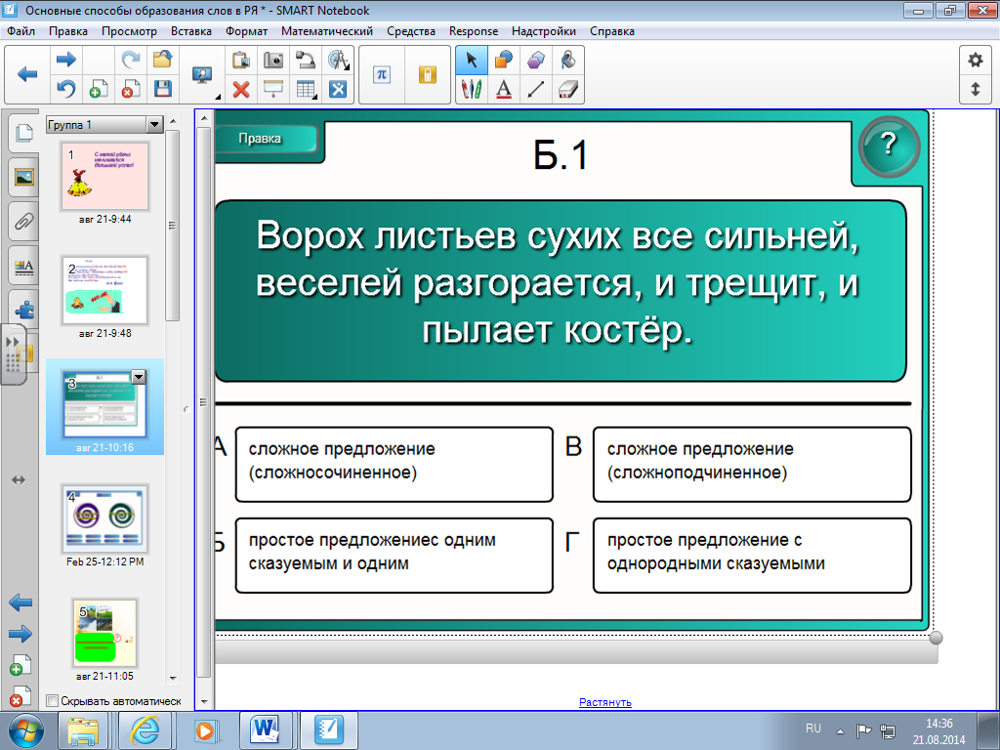 Основные способы образования слов в РЯ * - SMART Notebook
Файл Правка Просмотр Вставка Формат Математический Средства Response Надстройки Справка
π
A
Группа 1
1
С малой удачи
начинается
большой успех!
авг 21-9:44
2
авг 21-9:48
3
Б.1
авг 21-10:16
4
Feb 25-12:12 PM
5
авг 21-11:05
Скрывать автоматическ
Правка
Б.1
?
Ворох листьев сухих все сильней,
веселей разгорается, и трещит, и
пылает костёр.
А
сложное предложение
(сложносочиненное)
В
сложное предложение
(сложноподчиненное)
Б
простое предложениес одним
сказуемым и одним
Г
простое предложение с
однородными сказуемыми
Растянуть
RU
14:36
21.08.2014